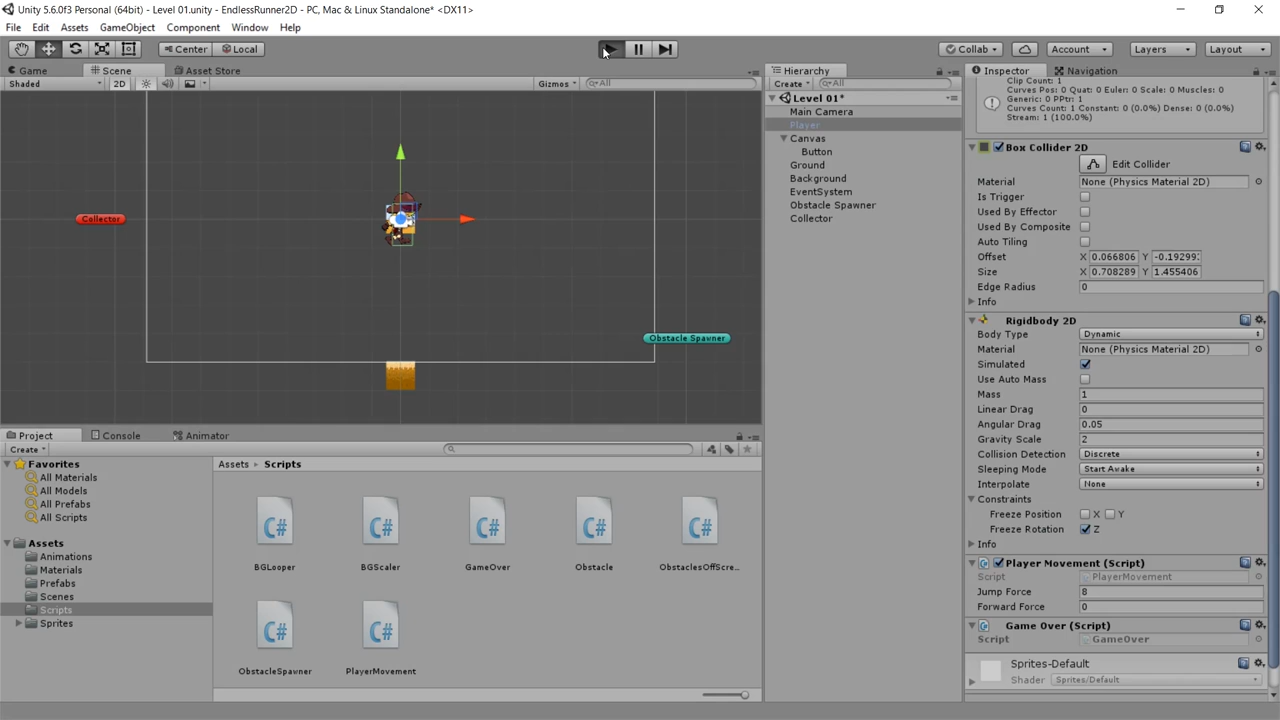 Unity 5.6.0f3 Personal (64bit) - Level 01.unity - EndlessRunner2D - PC, Mac & Linux Standalone* <DX11>
File Edit Assets GameObject Component Window Help
Center Local Collab Account Layers Layout
Game Scene Asset Store
Shaded 2D Gizmos All
Collector
Obstacle Spawner
Hierarchy
Create All
Level 01*
Main Camera
Player
Canvas
Button
Ground
Background
EventSystem
Obstacle Spawner
Collector
Inspector Navigation
Clip Count: 1
Curves Pos: 0 Quat: 0 Euler: 0 Scale: 0 Muscles: 0
Generic: 0 PPtr: 1
Curves Count: 1 Constant: 0 (0.0%) Dense: 0 (0.0%)
Stream: 1 (100.0%)
Box Collider 2D
Edit Collider
Material None (Physics Material 2D)
Is Trigger
Used By Effector
Used By Composite
Auto Tiling
Offset X 0.066806 Y -0.19299
Size X 0.708289 Y 1.455406
Edge Radius 0
Info
Rigidbody 2D
Body Type Dynamic
Material None (Physics Material 2D)
Simulated
Use Auto Mass
Mass 1
Linear Drag 0
Angular Drag 0.05
Gravity Scale 2
Collision Detection Discrete
Sleeping Mode Start Awake
Interpolate None
Constraints
Freeze Position X Y
Freeze Rotation Z
Info
Player Movement (Script)
Script PlayerMovement
Jump Force 8
Forward Force 0
Game Over (Script)
Script GameOver
Sprites-Default
Shader Sprites/Default
Project Console Animator
Create
Favorites
All Materials
All Models
All Prefabs
All Scripts
Assets
Animations
Materials
Prefabs
Scenes
Scripts
Sprites
Assets Scripts
C# C# C# C# C#
BGLooper BGScaler GameOver Obstacle ObstaclesOffScre...
C# C#
ObstacleSpawner PlayerMovement